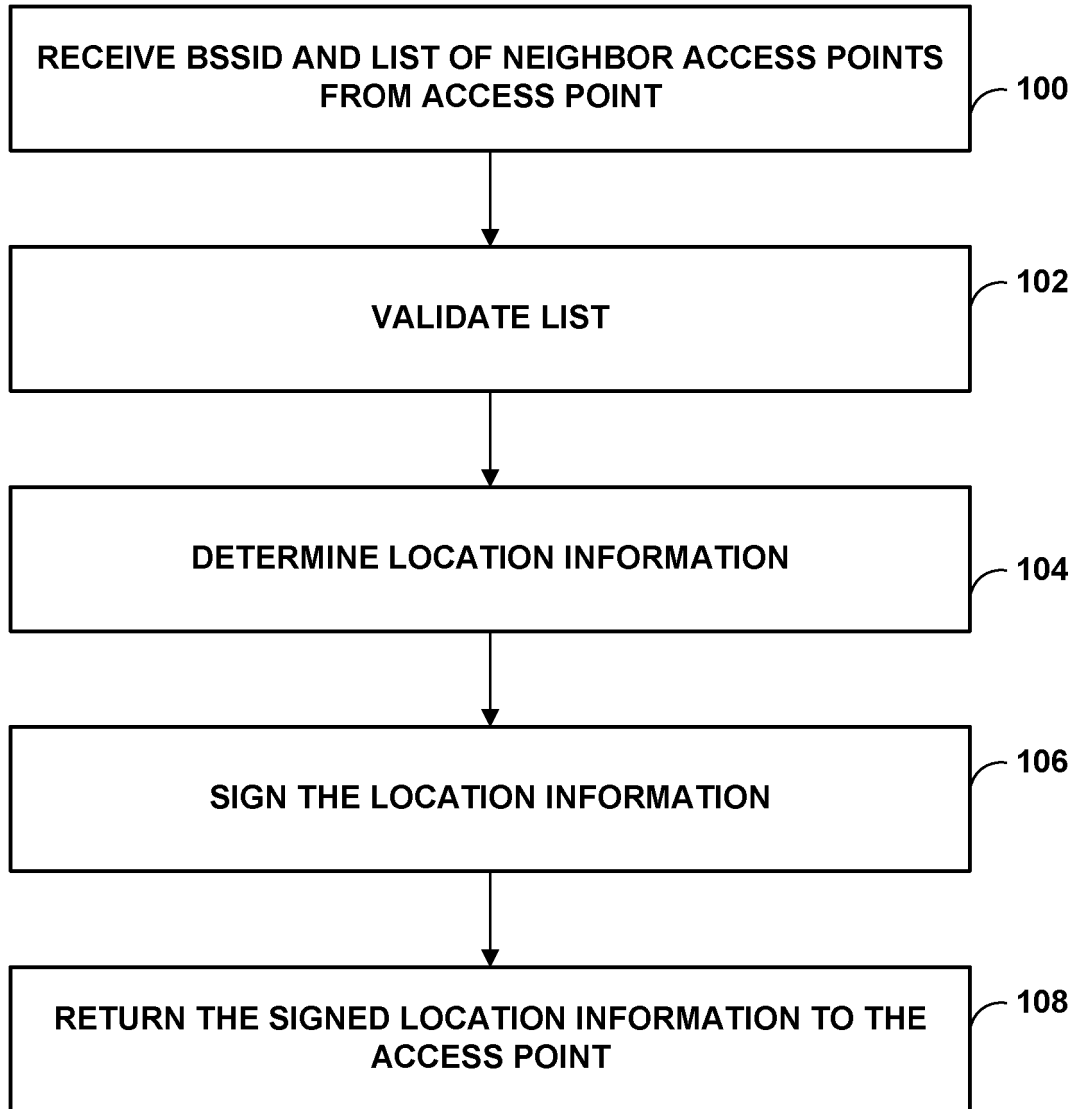 RECEIVE BSSID AND LIST OF NEIGHBOR ACCESS POINTS
FROM ACCESS POINT
100
VALIDATE LIST
102
DETERMINE LOCATION INFORMATION
104
SIGN THE LOCATION INFORMATION
106
RETURN THE SIGNED LOCATION INFORMATION TO THE
ACCESS POINT
108